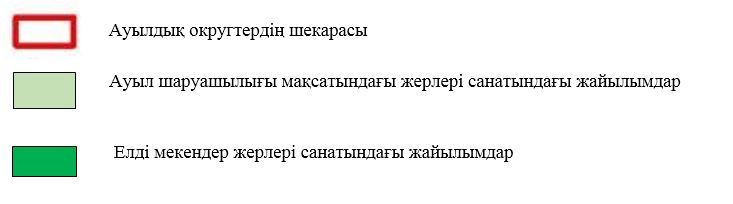 Ауылдық округтердің шекарасы
Ауыл шаруашылығы мақсатындағы жерлері санатындағы жайылымдар
Елді мекендер жерлері санатындағы жайылымдар